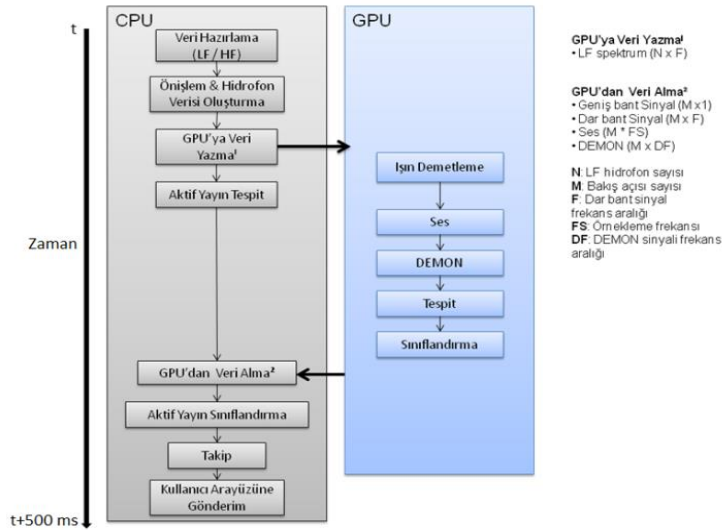 t
Zaman
t+500 ms
CPU
Veri Hazırlama
(LF / HF)
Önişlem & Hidrofon
Verisi Oluşturma
GPU'ya Veri
Yazma¹
Aktif Yayın Tespit
GPU'dan Veri Alma²
Aktif Yayın Sınıflandırma
Takip
Kullanıcı Arayüzüne
Gönderim
GPU
Işın Demetleme
Ses
DEMON
Tespit
Sınıflandırma
GPU'ya Veri Yazma¹
• LF spektrum (N x F)
GPU'dan Veri Alma²
• Geniş bant Sinyal (M x1)
• Dar bant Sinyal (M x F)
• Ses (M * FS)
• DEMON (M x DF)
N: LF hidrofon sayısı
M: Bakış açısı sayısı
F: Dar bant sinyal
frekans aralığı
FS: Örnekleme frekansı
DF: DEMON sinyali frekans
aralığı